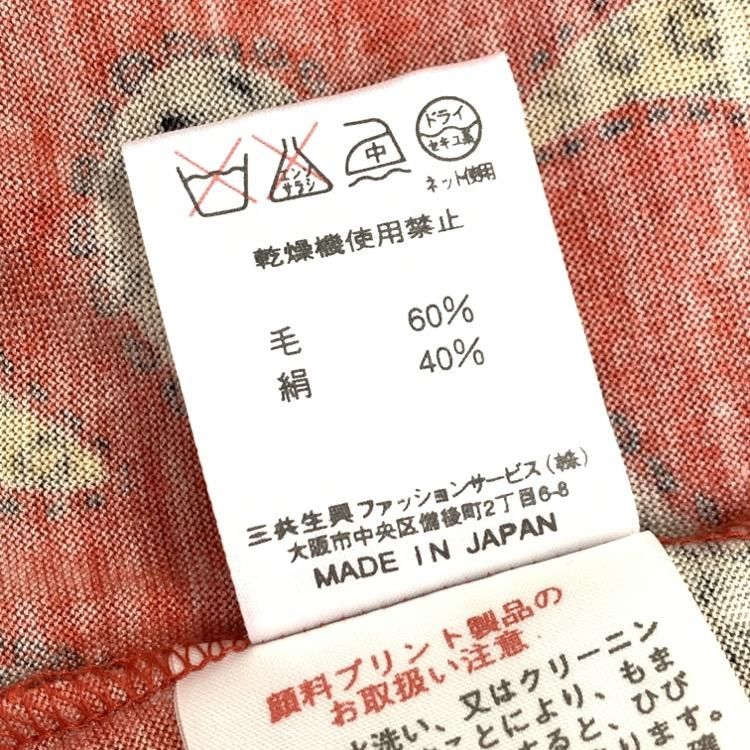 エンソ
サラシ
中
ドライ
セキユ系
ネット使用
乾燥機使用禁止
毛 60%
絹 40%
三共生興ファッションサービス(株)
大阪市中央区備後町2丁目6-8
MADE IN JAPAN
顔料プリント製品の
お取扱い注意
と洗い、又はクリーニン
ことにより、もま
すると、ひび
ります。